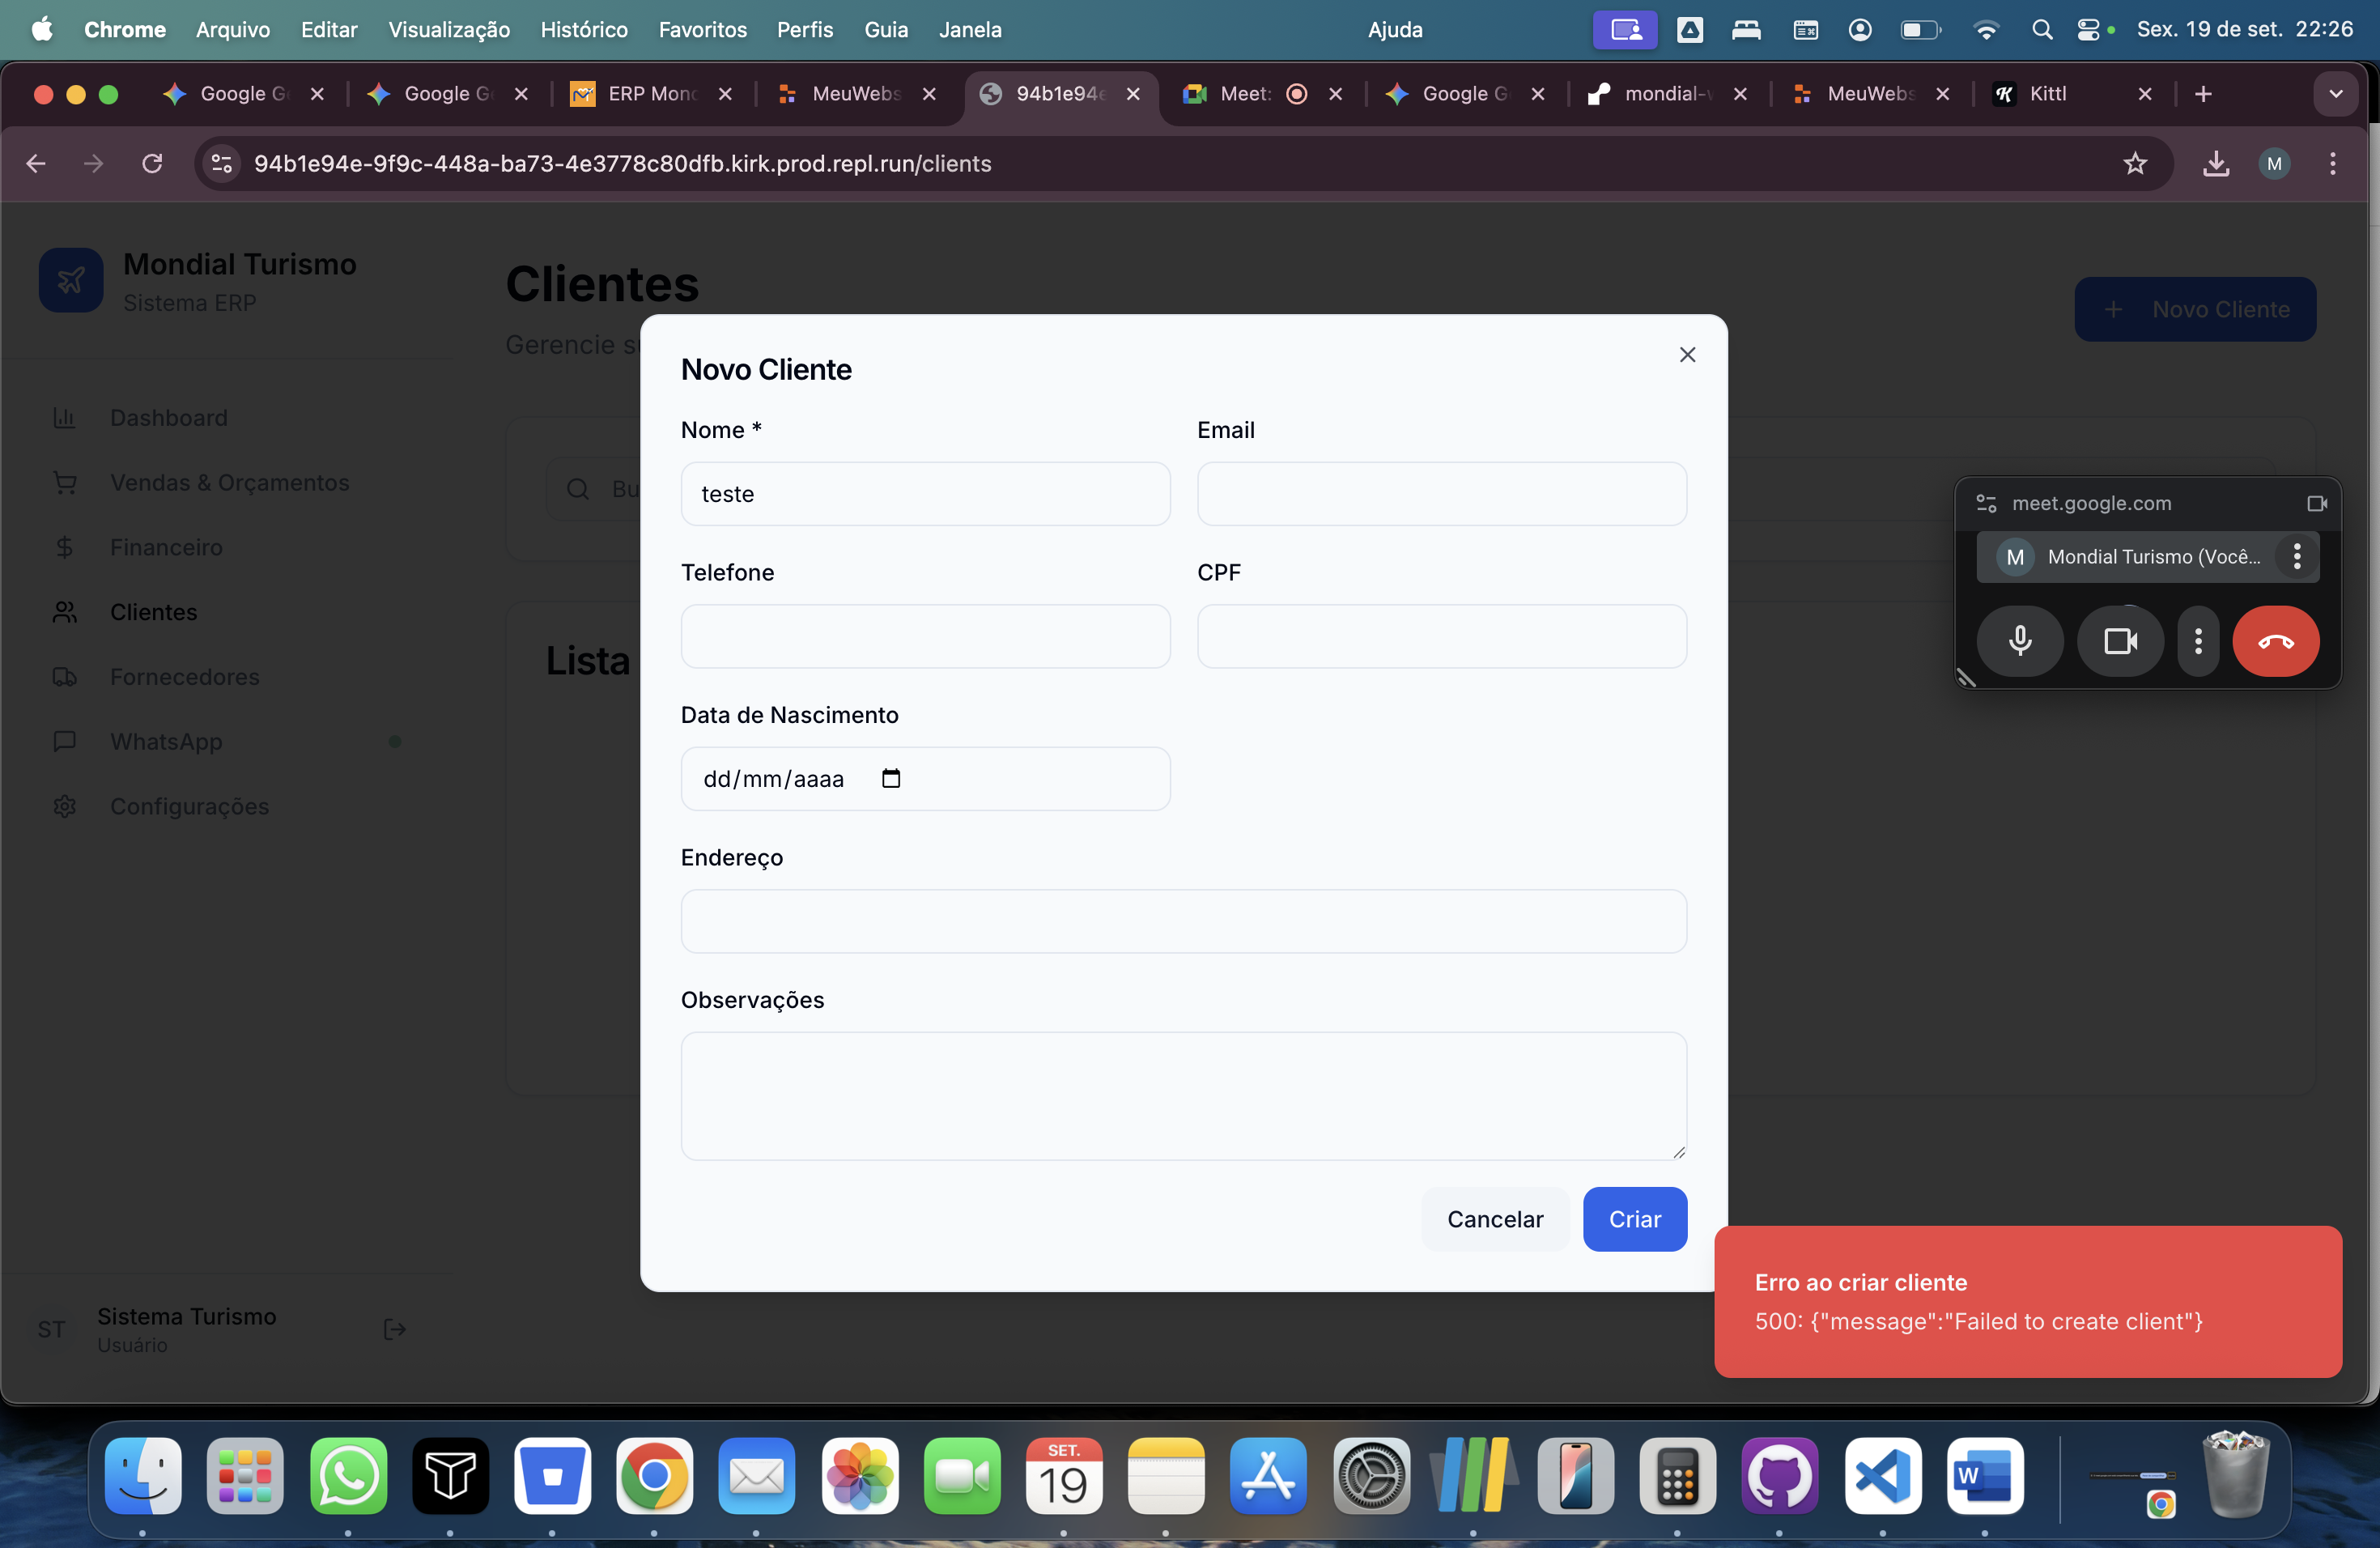 Chrome Arquivo Editar Visualização Histórico Favoritos Perfis Guia Janela Ajuda Sex. 19 de set. 22:26
Google G Google G ERP Mond MeuWebs 94b1e94e Meet: Google G mondial-w MeuWebs Kittl
94b1e94e-9f9c-448a-ba73-4e3778c80dfb.kirk.prod.repl.run/clients
M
Mondial Turismo
Sistema ERP
Dashboard
Vendas & Orçamentos
Financeiro
Clientes
Fornecedores
WhatsApp
Configurações
ST
Sistema Turismo
Usuário
Clientes
Gerencie
Novo Cliente
Bu
Lista
Novo Cliente
Nome *
Email
teste
Telefone
CPF
Data de Nascimento
dd/mm/aaaa
Endereço
Observações
Cancelar
Criar
meet.google.com
M
Mondial Turismo (Você...
Erro ao criar cliente
500: {"message":"Failed to create client"}
SET.
19
W